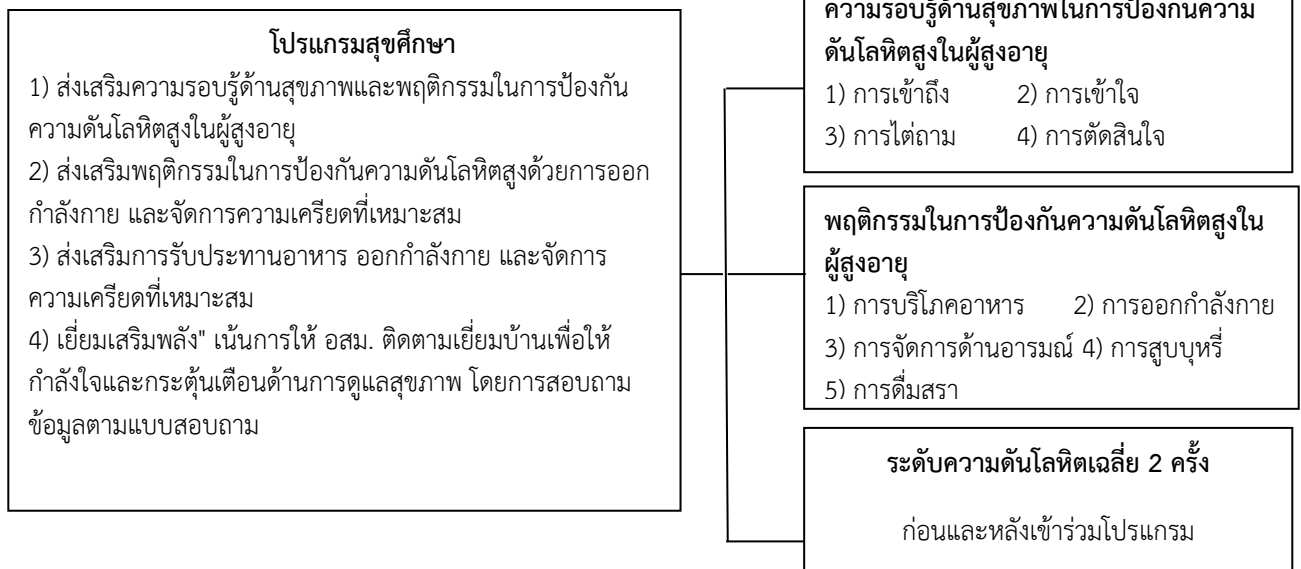 โปรแกรมสุขศึกษา
1) ส่งเสริมความรอบรู้ด้านสุขภาพและพฤติกรรมในการป้องกัน
ความดันโลหิตสูงในผู้สูงอายุ
2) ส่งเสริมพฤติกรรมในการป้องกันความดันโลหิตสูงด้วยการออก
กำลังกาย และจัดการความเครียดที่เหมาะสม
3) ส่งเสริมการรับประทานอาหาร ออกกำลังกาย และจัดการ
ความเครียดที่เหมาะสม
4) เยี่ยมเสริมพลัง" เน้นการให้ อสม. ติดตามเยี่ยมบ้านเพื่อให้
กำลังใจและกระตุ้นเตือนด้านการดูแลสุขภาพ โดยการสอบถาม
ข้อมูลตามแบบสอบถาม
ความรอบรู้ด้านสุขภาพในการป้องกันความ
ดันโลหิตสูงในผู้สูงอายุ
1) การเข้าถึง 2) การเข้าใจ
3) การไต่ถาม 4) การตัดสินใจ
พฤติกรรมในการป้องกันความดันโลหิตสูงใน
ผู้สูงอายุ
1) การบริโภคอาหาร 2) การออกกำลังกาย
3) การจัดการด้านอารมณ์ 4) การสูบบุหรี่
5) การดื่มสุรา
ระดับความดันโลหิตเฉลี่ย 2 ครั้ง
ก่อนและหลังเข้าร่วมโปรแกรม